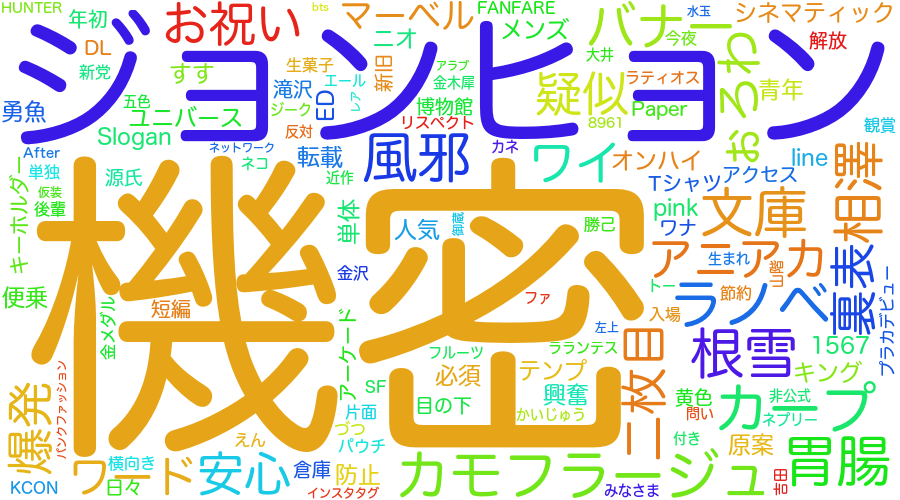 HUNTER
年初
お祝い
マーベル
FANFARE
bts
バナー
水玉
シネマティック
DL
新党
すす
生菓子
新旧
ニオ
メンズ
アラブ
大井
今夜
解放
ジョンヒョン
勇魚
五色
ユニバース
滝沢
ED
エール
レア
金木犀
博物館
疑似
ラティオス
おろわ
青年
Slogan
ジーク
反対
リスペクト
8961
Paper
観賞
After
単独
源氏
ネットワーク
ネコ
転載
近作
風邪
カネ
ワイ
オンハイ
line
相澤
キーホルダー
仮装
後輩
Tシャツ
アクセス
pink
ワナ
文庫
機密
単体
人気
御蔵
勝己
アニアカ
生まれ
山陰
裏表
便乗
金メダル
短編
金沢
ファ
トー
ラノベ
節約
入場
プラカデビュー
アーケード
左上
二枚目
根雪
1567
フルーツ
ラランテス
キング
爆発
パンクファッション
SF
必須
テンプ
興奮
黄色
非公式
片面
目の下
かいじゅう
問い
カープ
ネブリー
づつ
パウチ
えん
付き
原案
胃腸
KCON
ワード
横向き
日々
安心
倉庫
防止
インスタタグ
カモフラージュ
みなさま
吉田